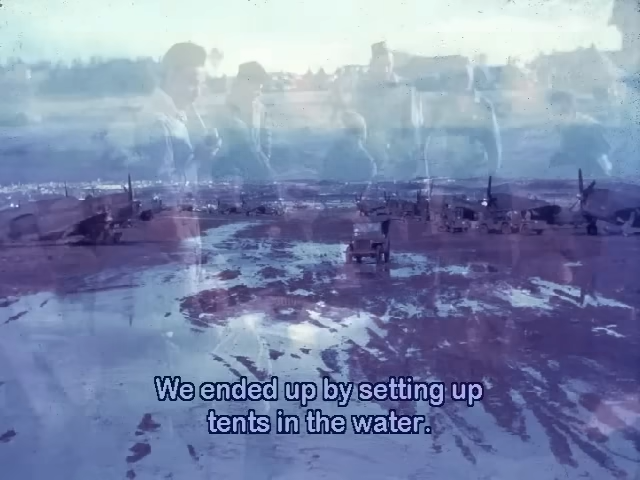 We ended up by setting up
tents in the water.